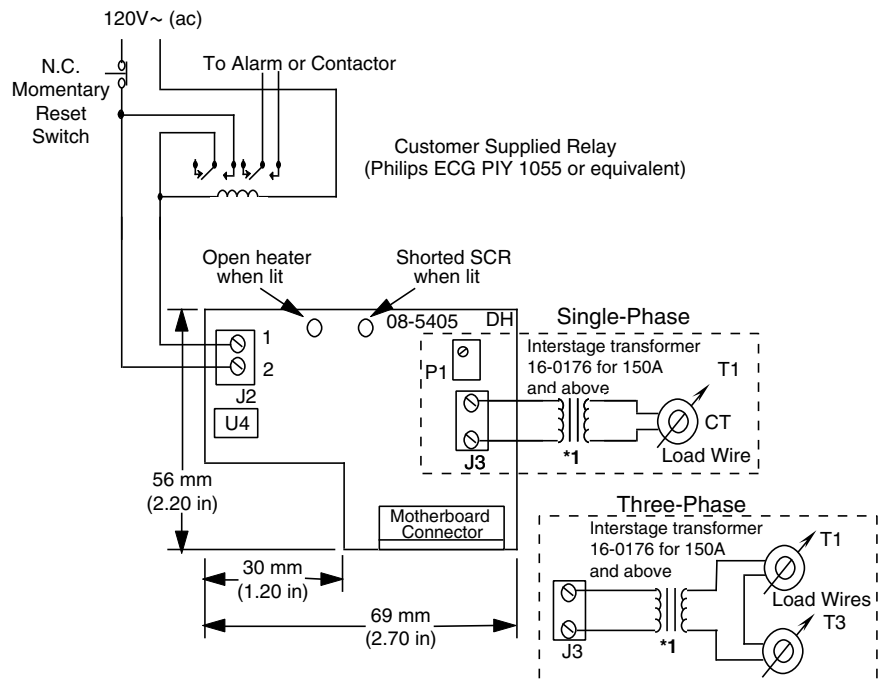 120V~ (ac)
N.C.
Momentary
Reset
Switch
To Alarm or Contactor
Customer Supplied Relay
(Philips ECG PIY 1055 or equivalent)
Open heater
when lit
Shorted SCR
when lit
08-5405
DH
1
2
J2
U4
P1
J3
Single-Phase
Interstage transformer
16-0176 for 150A
and above
T1
CT
Load Wire
*1
56 mm
(2.20 in)
Motherboard
Connector
30 mm
(1.20 in)
69 mm
(2.70 in)
Three-Phase
Interstage transformer
16-0176 for 150A
and above
T1
Load Wires
T3
J3
*1